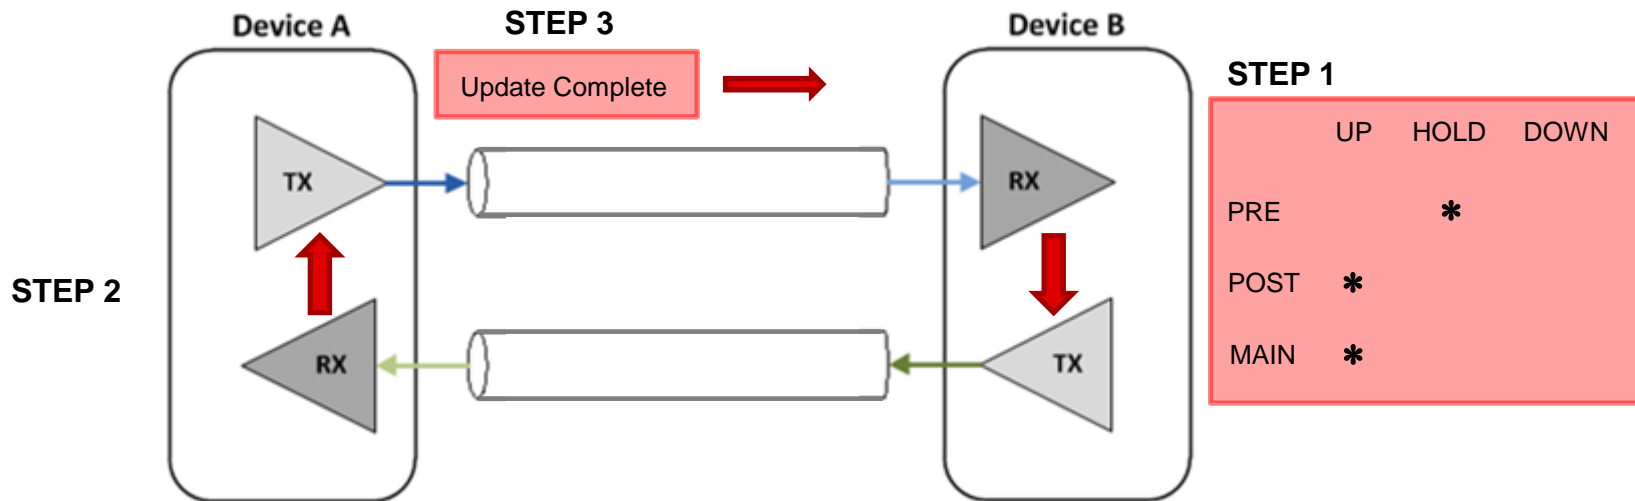 Device A
STEP 3
Device B
Update Complete
STEP 1
UP HOLD DOWN
TX
RX
PRE *
STEP 2
POST *
RX
TX
MAIN *